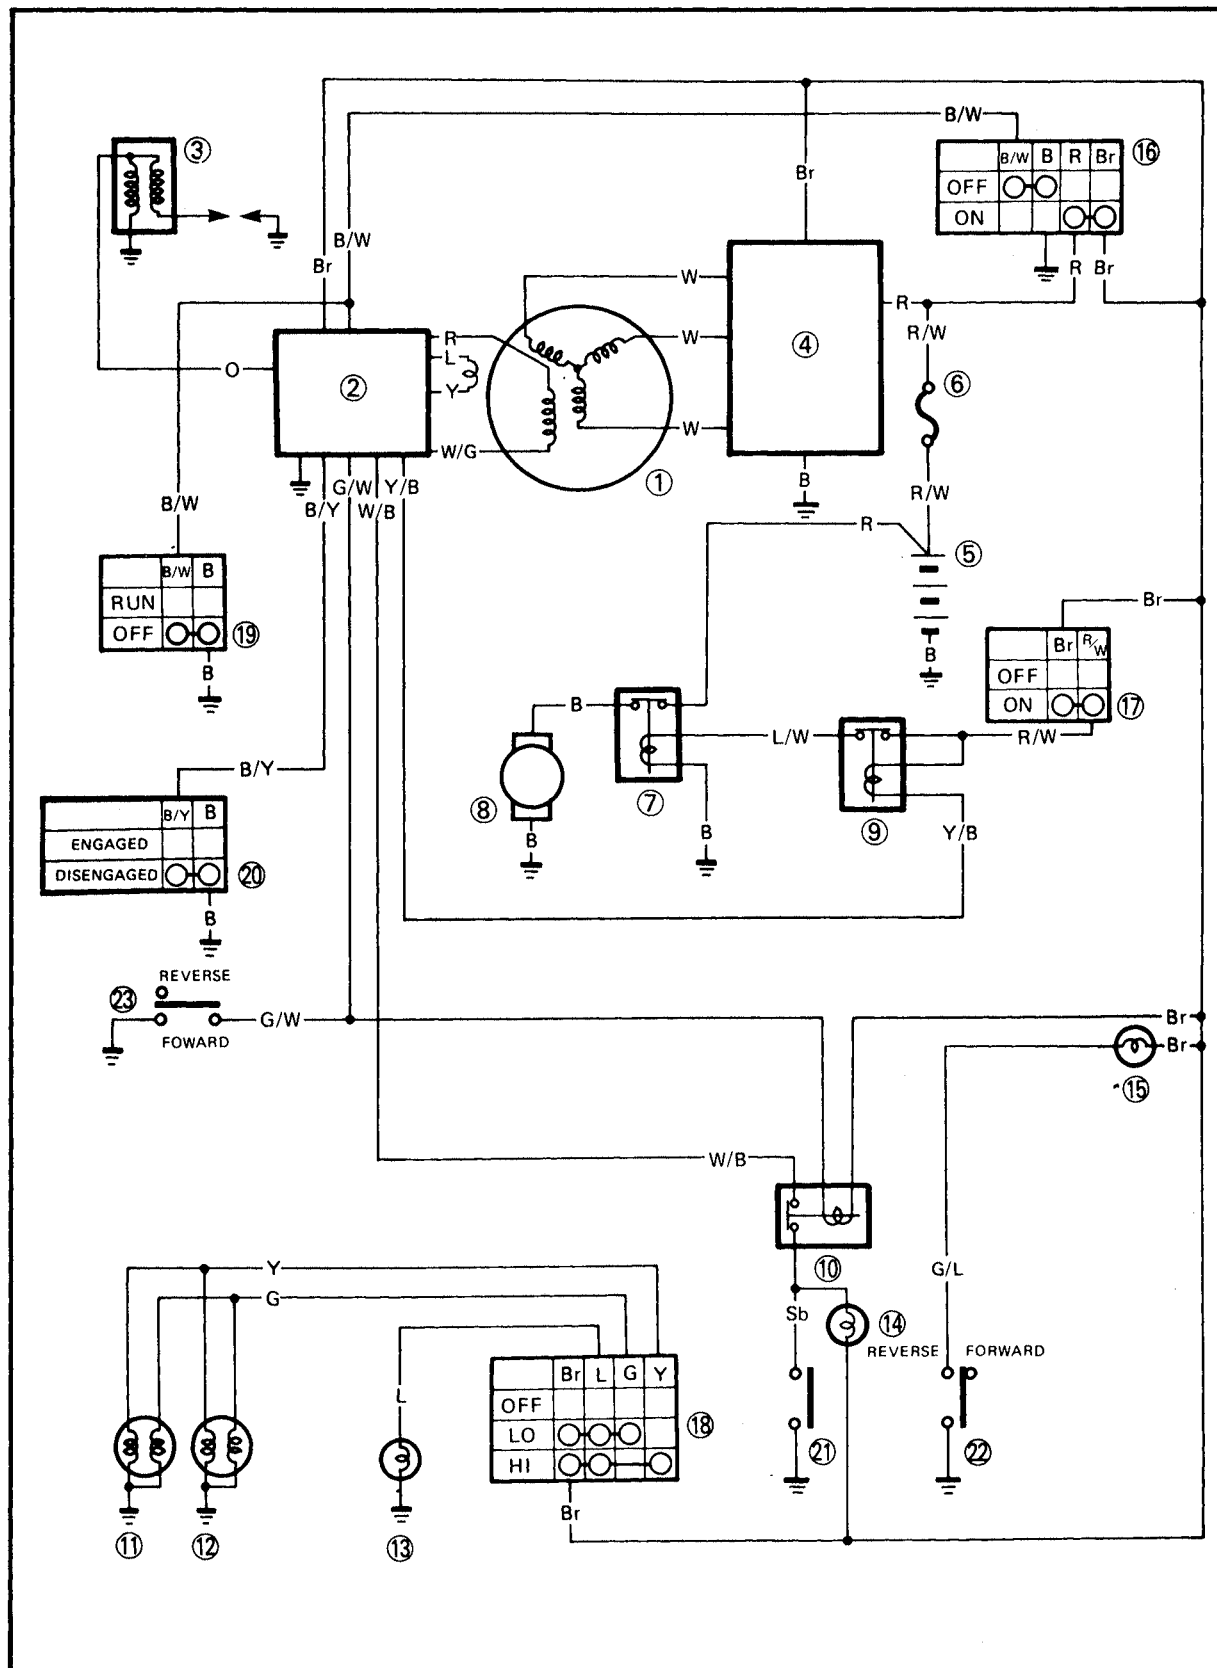 B/W
③
B/W B R Br
⑯
OFF
ON
Br
B/W
Br
R Br
W
R
R/W
O
②
R
L
Y
W
④
⑥
W
W/G
①
B
G/W Y/B
B/Y W/B
R/W
B/W
R
⑤
B/W B
RUN
OFF
⑲
B
Br
B
Br R/W
OFF
ON
⑰
B
L/W
R/W
B/Y
⑧
⑦
⑨
B/Y B
ENGAGED
DISENGAGED
⑳
B
B
Y/B
B
REVERSE
㉓
G/W
FOWARD
Br
Br
⑮
W/B
⑩
Y
G/L
G
Sb
⑭
REVERSE FORWARD
L
Br L G Y
OFF
LO
HI
⑱
㉑
㉒
Br
⑪
⑫
⑬